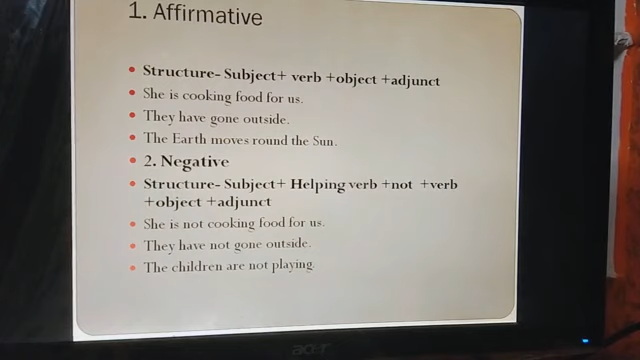 1. Affirmative
Structure- Subject+ verb +object +adjunct
She is cooking food for us.
They have gone outside.
The Earth moves round the Sun.
2. Negative
Structure- Subject+ Helping verb +not +verb
+object +adjunct
She is not cooking food for us.
They have not gone outside.
The children are not playing.
acer